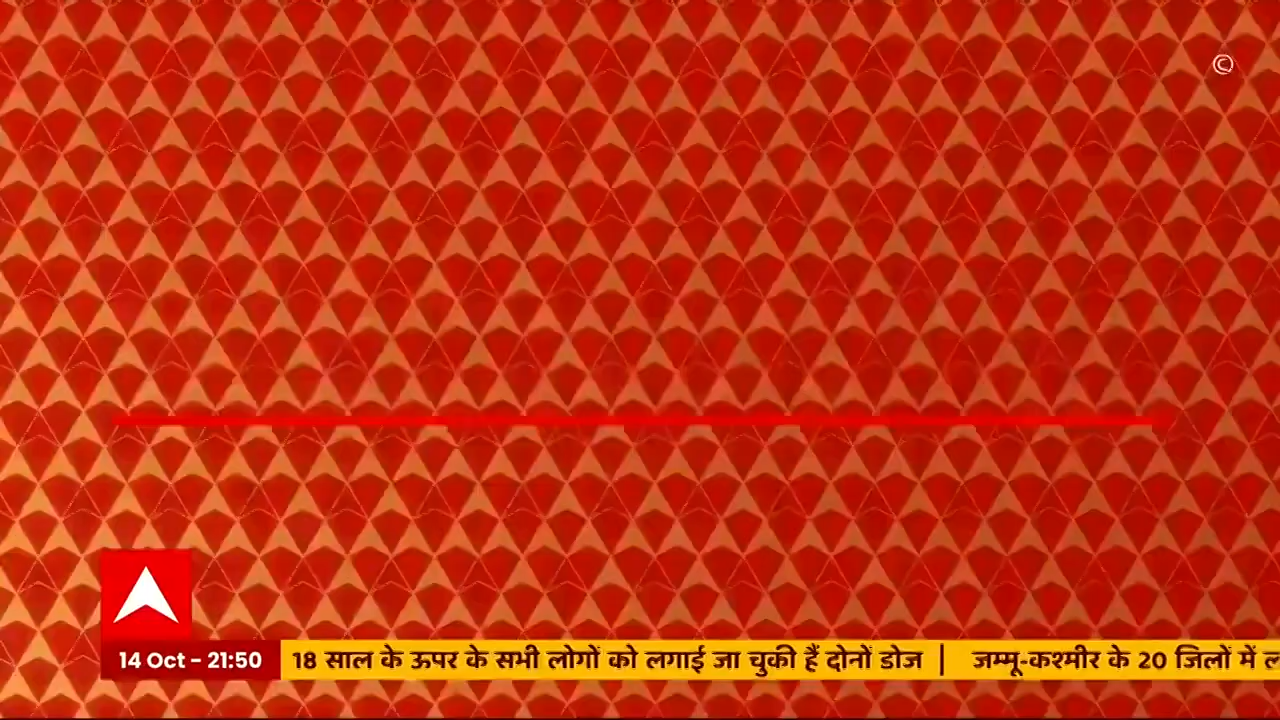 ©
14 Oct - 21:50
18 साल के ऊपर के सभी लोगों को लगाई जा चुकी हैं दोनों डोज | जम्मू-कश्मीर के 20 जिलों में